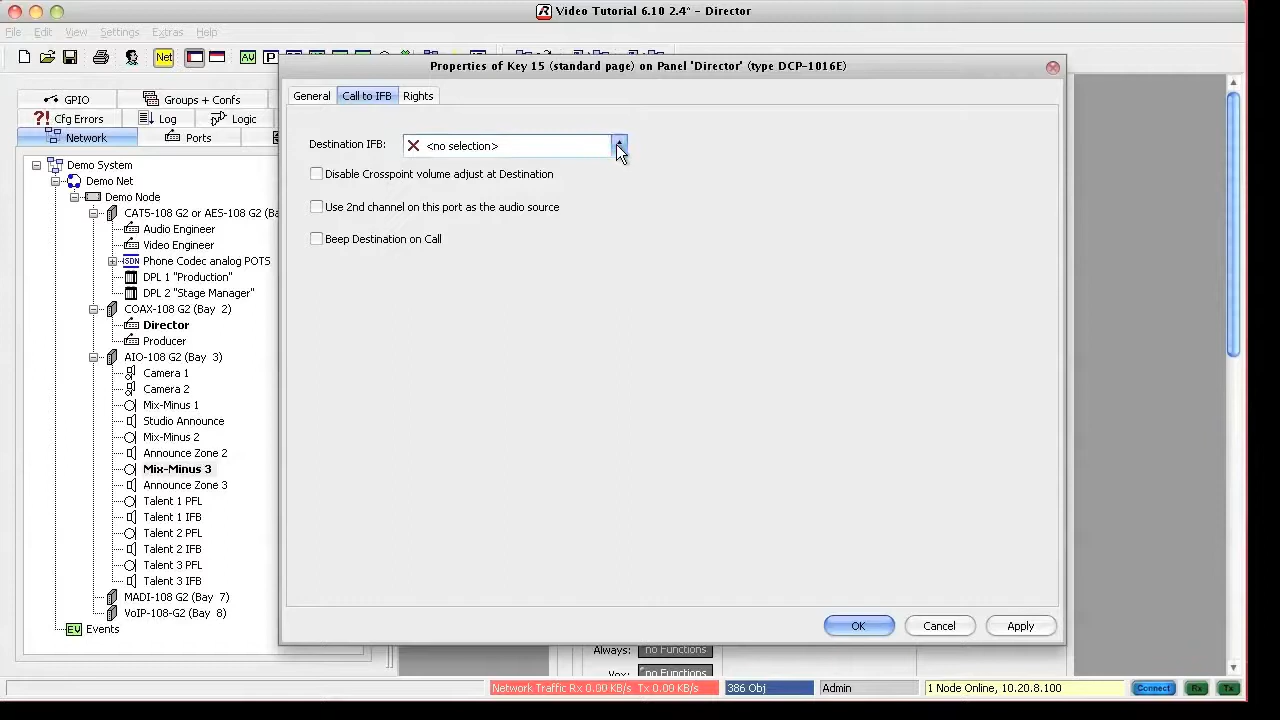 Video Tutorial 6.10 2.4* - Director
File Edit View Settings Extras Help
Net AV P
Properties of Key 15 (standard page) on Panel 'Director' (type DCP-1016E)
General Call to IFB Rights
Destination IFB: <no selection>
Disable Crosspoint volume adjust at Destination
Use 2nd channel on this port as the audio source
Beep Destination on Call
OK Cancel Apply
GPIO Groups + Confs
Cfg Errors Log Logic
Network Ports
Demo System
Demo Net
Demo Node
CAT5-108 G2 or AES-108 G2 (Ba
Audio Engineer
Video Engineer
ISDN Phone Codec analog POTS
DPL 1 "Production"
DPL 2 "Stage Manager"
COAX-108 G2 (Bay 2)
Director
Producer
AIO-108 G2 (Bay 3)
Camera 1
Camera 2
Mix-Minus 1
Studio Announce
Mix-Minus 2
Announce Zone 2
Mix-Minus 3
Announce Zone 3
Talent 1 PFL
Talent 1 IFB
Talent 2 PFL
Talent 2 IFB
Talent 3 PFL
Talent 3 IFB
MADI-108 G2 (Bay 7)
VoIP-108-G2 (Bay 8)
EV Events
Always: no Functions
Vox: no Functions
Network Traffic Rx 0.00 KB/s Tx 0.00 KB/s 386 Obj Admin 1 Node Online, 10.20.8.100 Connect Rx Tx